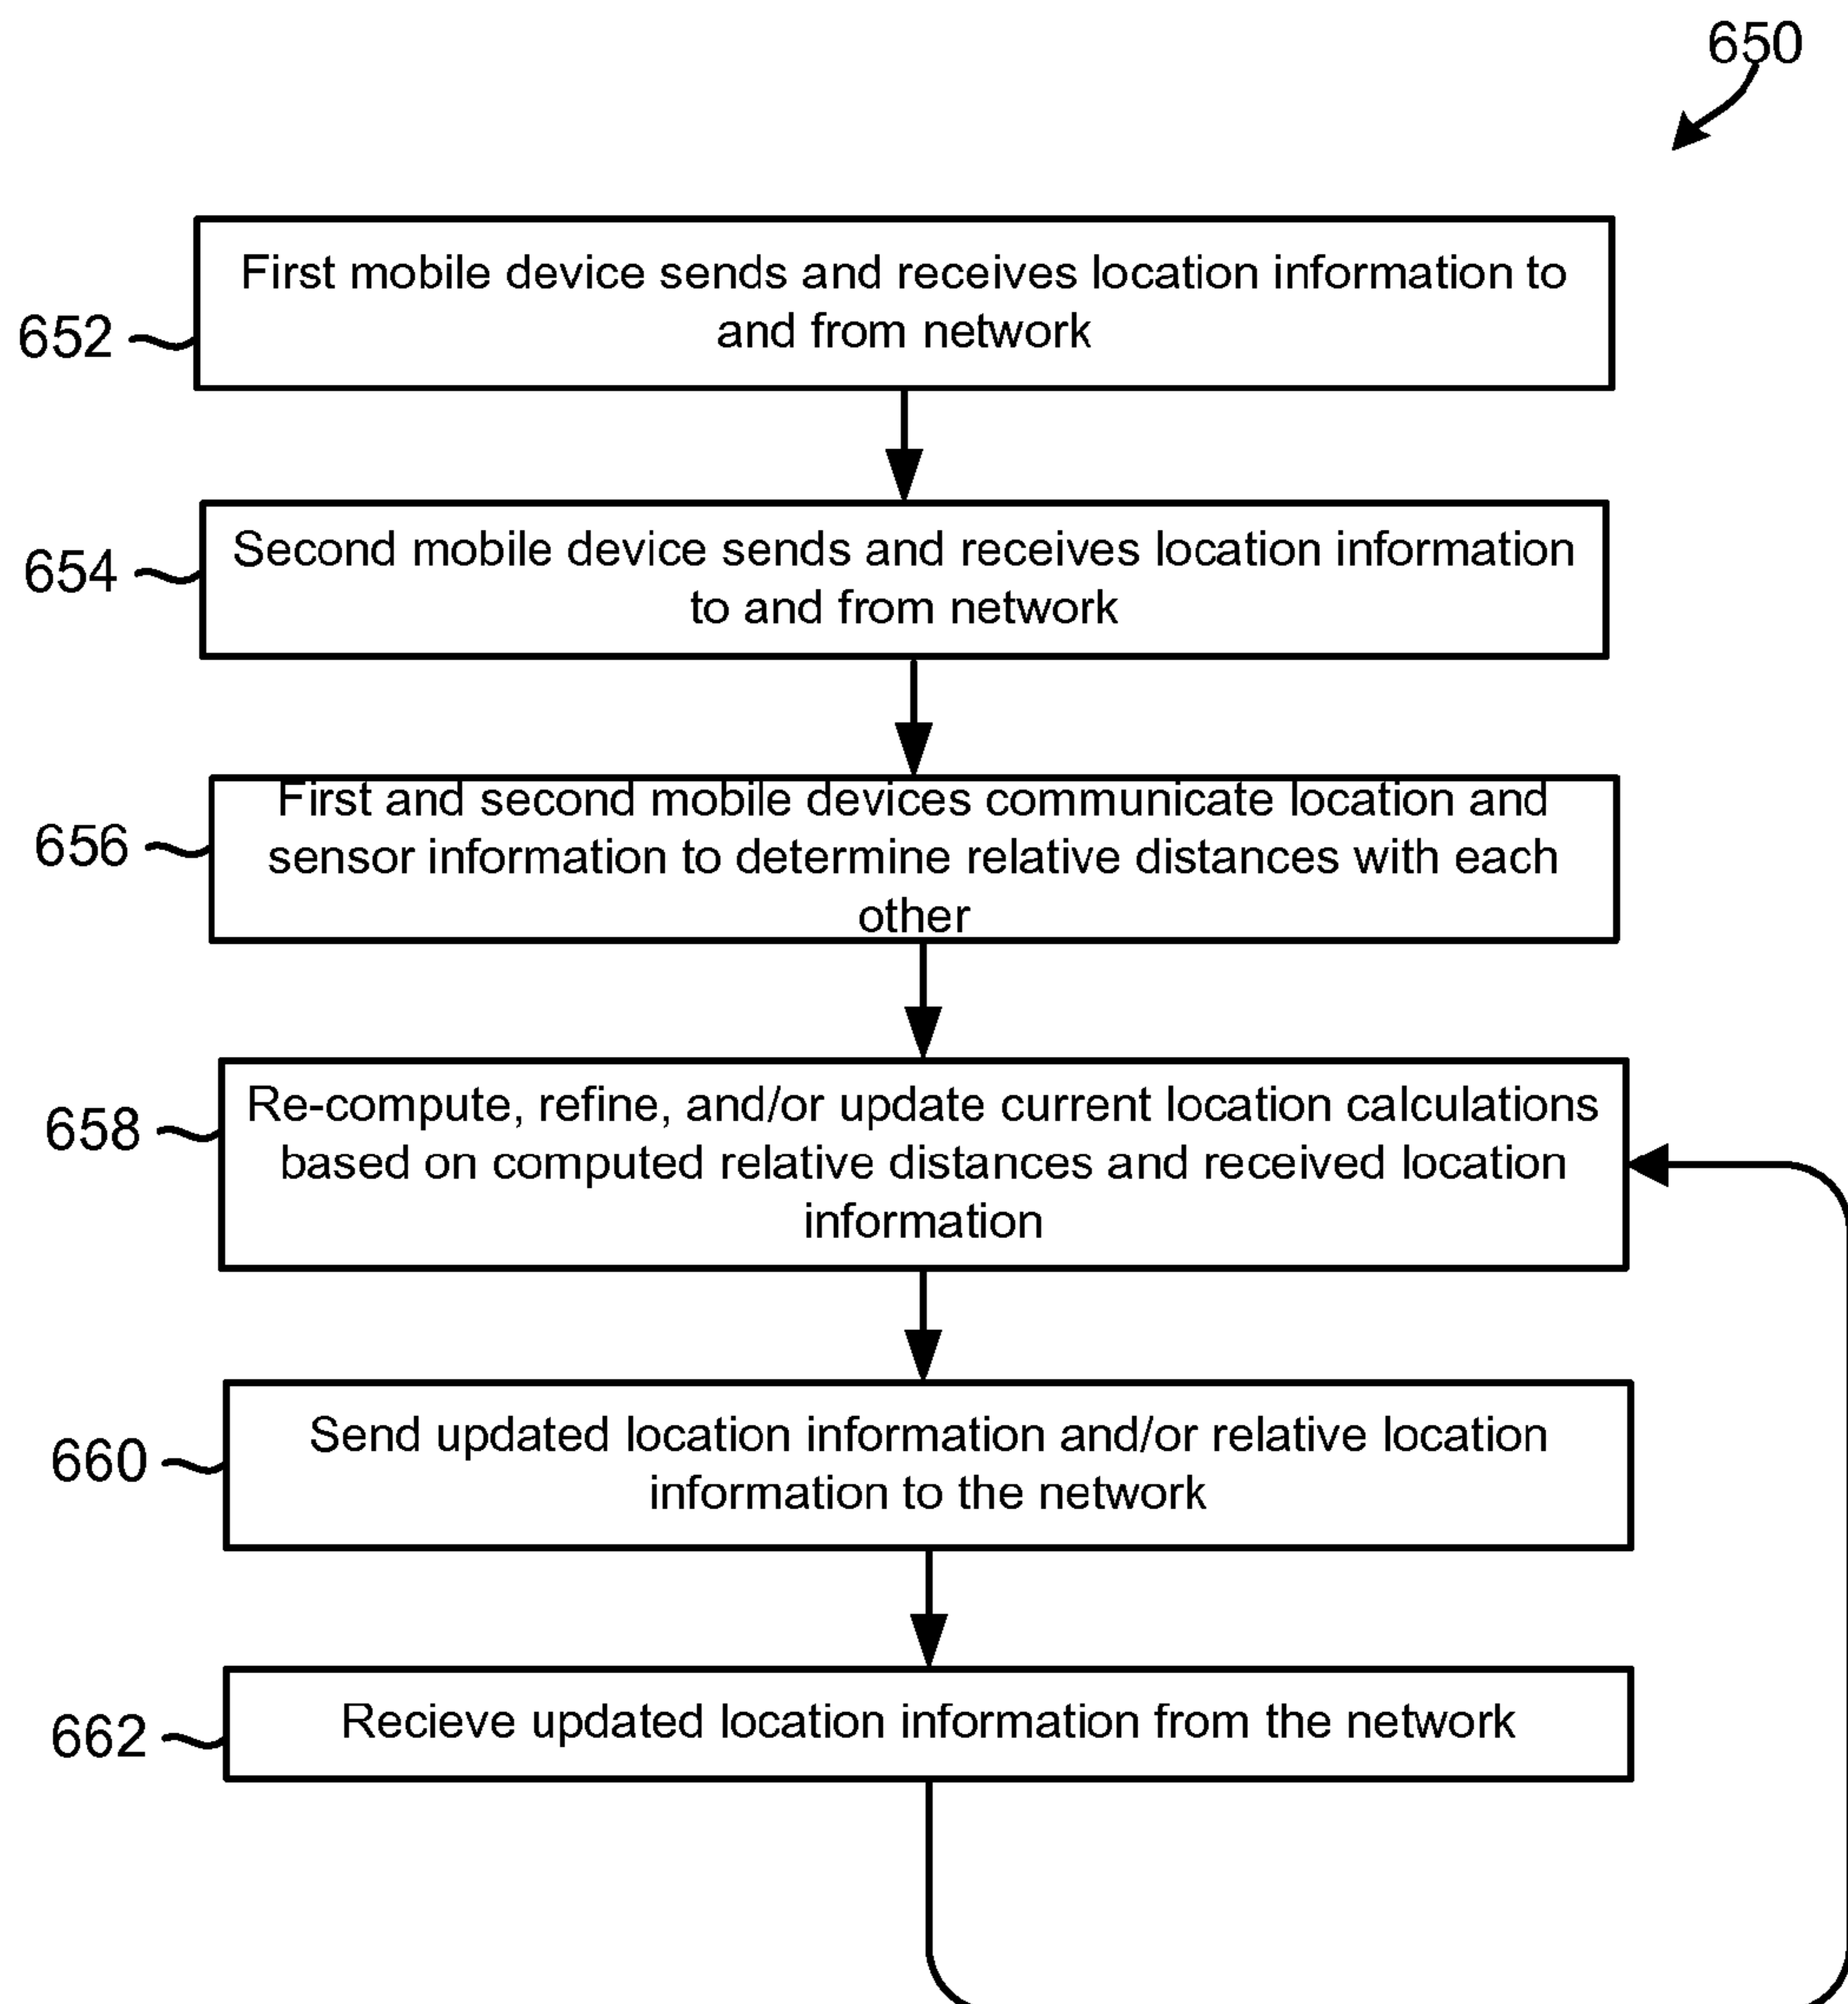 650
First mobile device sends and receives location information to
and from network
652
Second mobile device sends and receives location information
to and from network
654
First and second mobile devices communicate location and
sensor information to determine relative distances with each
other
656
Re-compute, refine, and/or update current location calculations
based on computed relative distances and received location
information
658
Send updated location information and/or relative location
information to the network
660
Recieve updated location information from the network
662